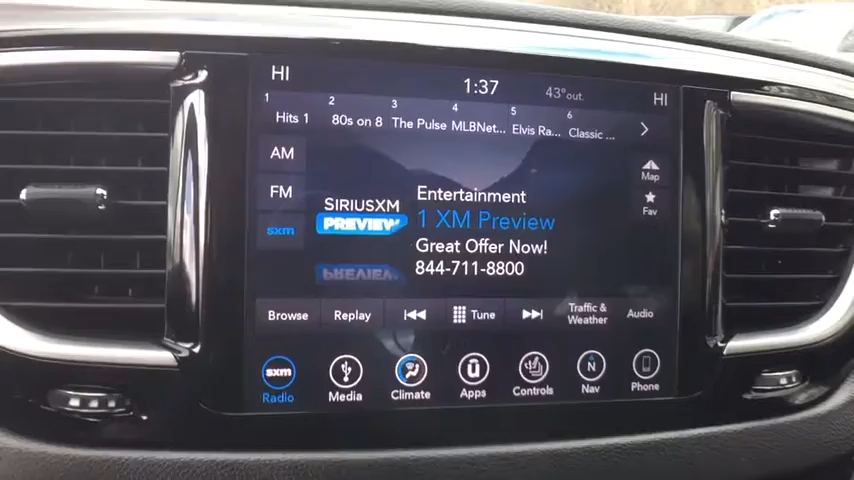 HI 1:37 43°out. HI
1 2 3 4 5 6
Hits 1 80s on 8 The Pulse MLBNet... Elvis Ra... Classic ...
AM
FM
sxm
SIRIUSXM
PREVIEW
Entertainment
1 XM Preview
Great Offer Now!
844-711-8800
Map
Fav
Browse Replay Tune Traffic &
Weather Audio
sxm N
Radio Media Climate Apps Controls Nav Phone